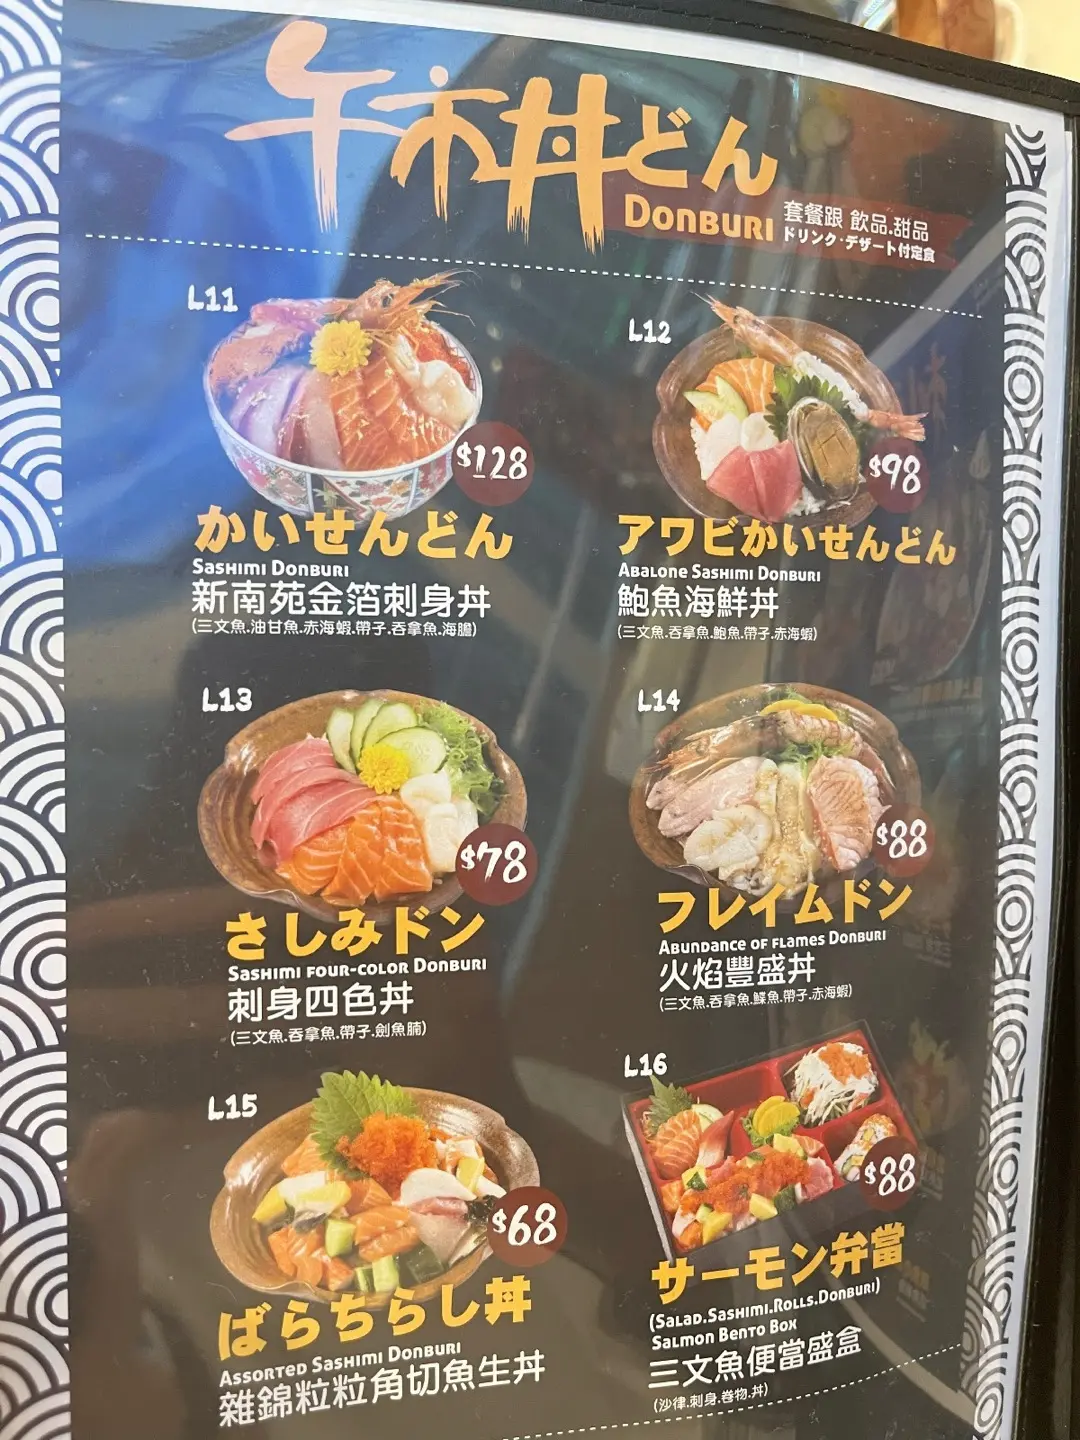 午市丼どん
DONBURI
套餐跟 飲品.甜品
ドリンク・デザート付定食
L11
$128
かいせんどん
SASHIMI DONBURI
新南苑金箔刺身丼
(三文魚.油甘魚.赤海蝦.帶子.吞拿魚.海膽)
L12
$98
アワビかいせんどん
ABALONE SASHIMI DONBURI
鮑魚海鮮丼
(三文魚.吞拿魚.鮑魚.帶子.赤海蝦)
L13
$78
さしみドン
SASHIMI FOUR-COLOR DONBURI
刺身四色丼
(三文魚.吞拿魚.帶子.劍魚腩)
L14
$88
フレイムドン
ABUNDANCE OF FLAMES DONBURI
火焰豐盛丼
(三文魚.吞拿魚.鰈魚.帶子.赤海蝦)
L15
$68
ばらちらし丼
ASSORTED SASHIMI DONBURI
雜錦粒粒角切魚生丼
L16
$88
サーモン弁當
(SALAD.SASHIMI.ROLLS.DONBURI)
SALMON BENTO BOX
三文魚便當盛盒
(沙律.刺身.卷物.丼)